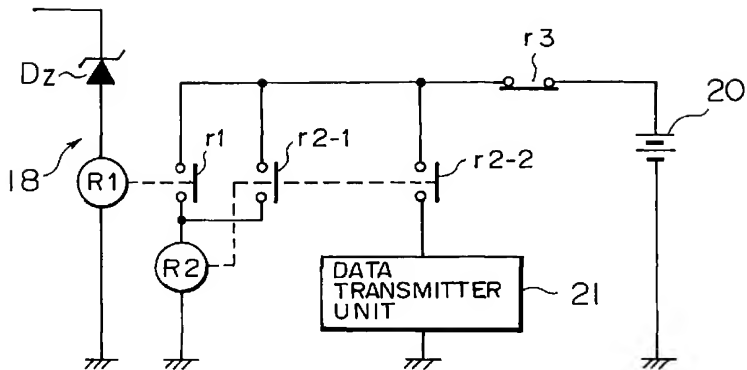 r3
Dz
20
r1
r2-1
r2-2
18
R1
R2
DATA
TRANSMITTER
UNIT
21